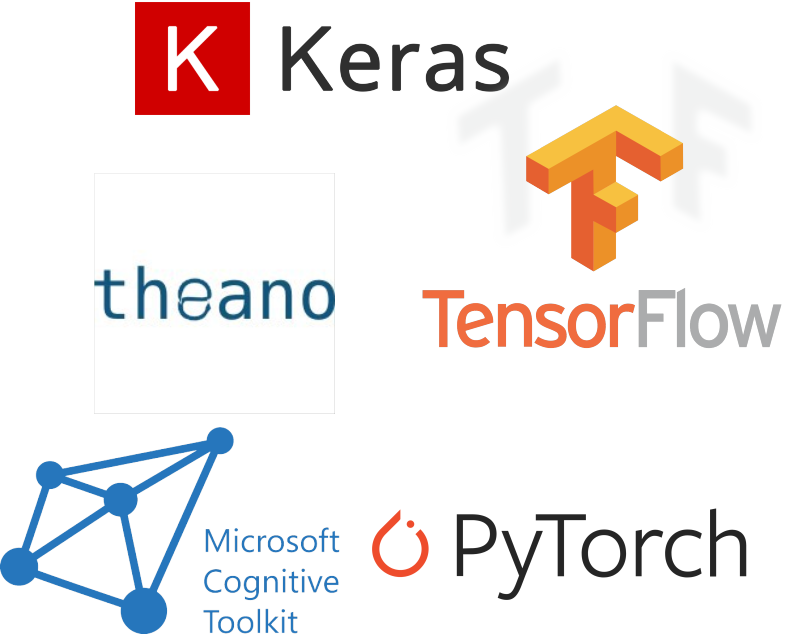 K Keras
theano
TensorFlow
Microsoft
Cognitive
Toolkit
PyTorch